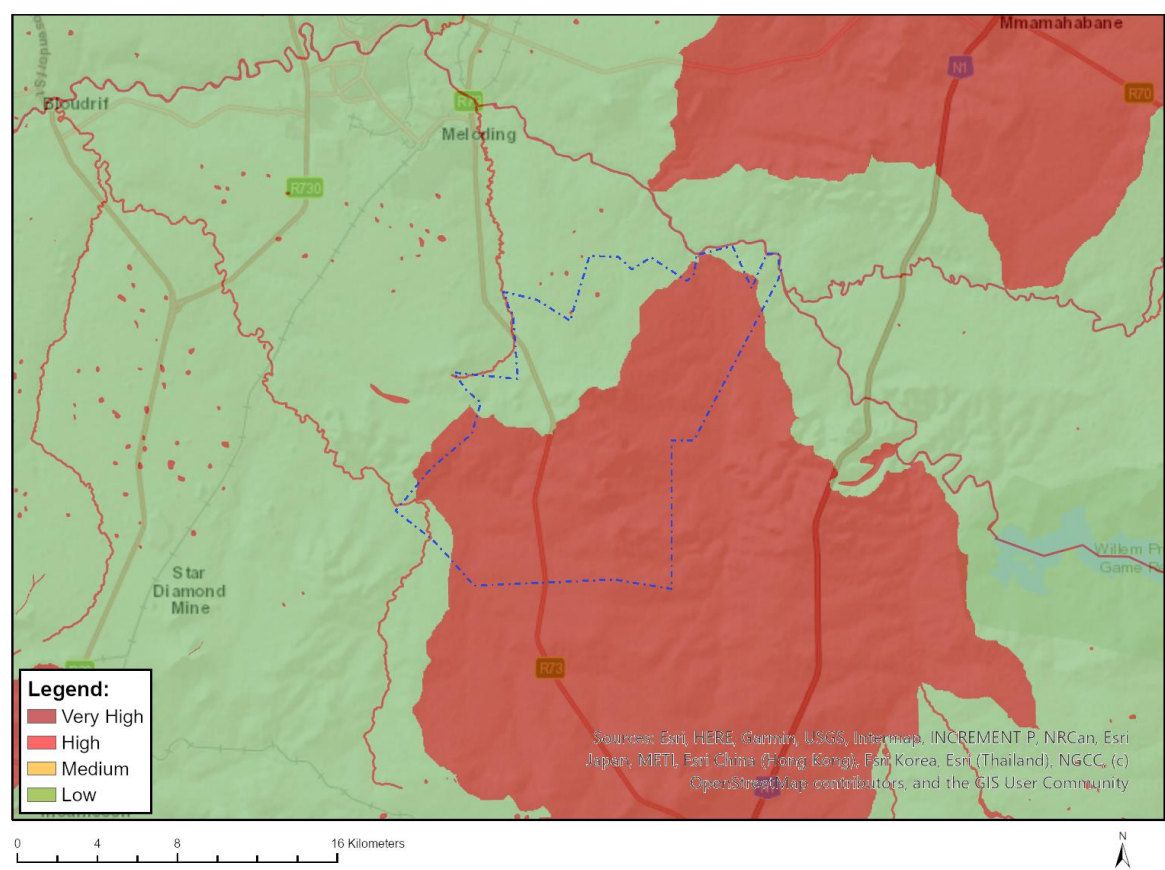 Mmamahabane
N1
R70
Bloudrif
Meloding
R730
Willem Pr
Game Re
Star
Diamond
Mine
R73
Legend:
Very High
High
Medium
Low
Sources: Esri, HERE, Garmin, USGS, Intermap, INCREMENT P, NRCan, Esri
Japan, METI, Esri China (Hong Kong), Esri Korea, Esri (Thailand), NGCC, (c)
OpenStreetMap contributors, and the GIS User Community
0 4 8 16 Kilometers
N